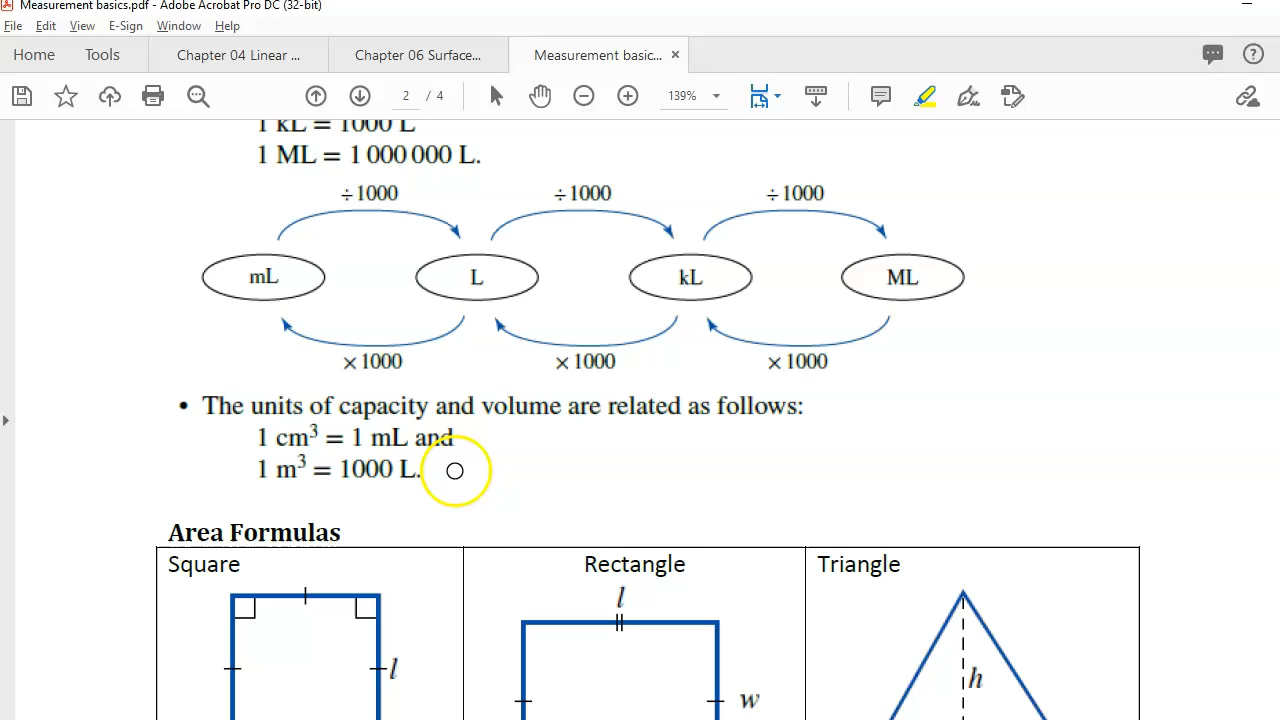 Measurement basics.pdf - Adobe Acrobat Pro DC (32-bit)
File Edit View E-Sign Window Help
Home Tools Chapter 04 Linear ... Chapter 06 Surface... Measurement basic... ×
2 / 4 139%
1 kL = 1000 L
1 ML = 1 000 000 L.
÷1000 ÷1000 ÷1000
mL L kL ML
×1000 ×1000 ×1000
• The units of capacity and volume are related as follows:
1 cm³ = 1 mL and
1 m³ = 1000 L.
Area Formulas
Square Rectangle Triangle
l
l h
w